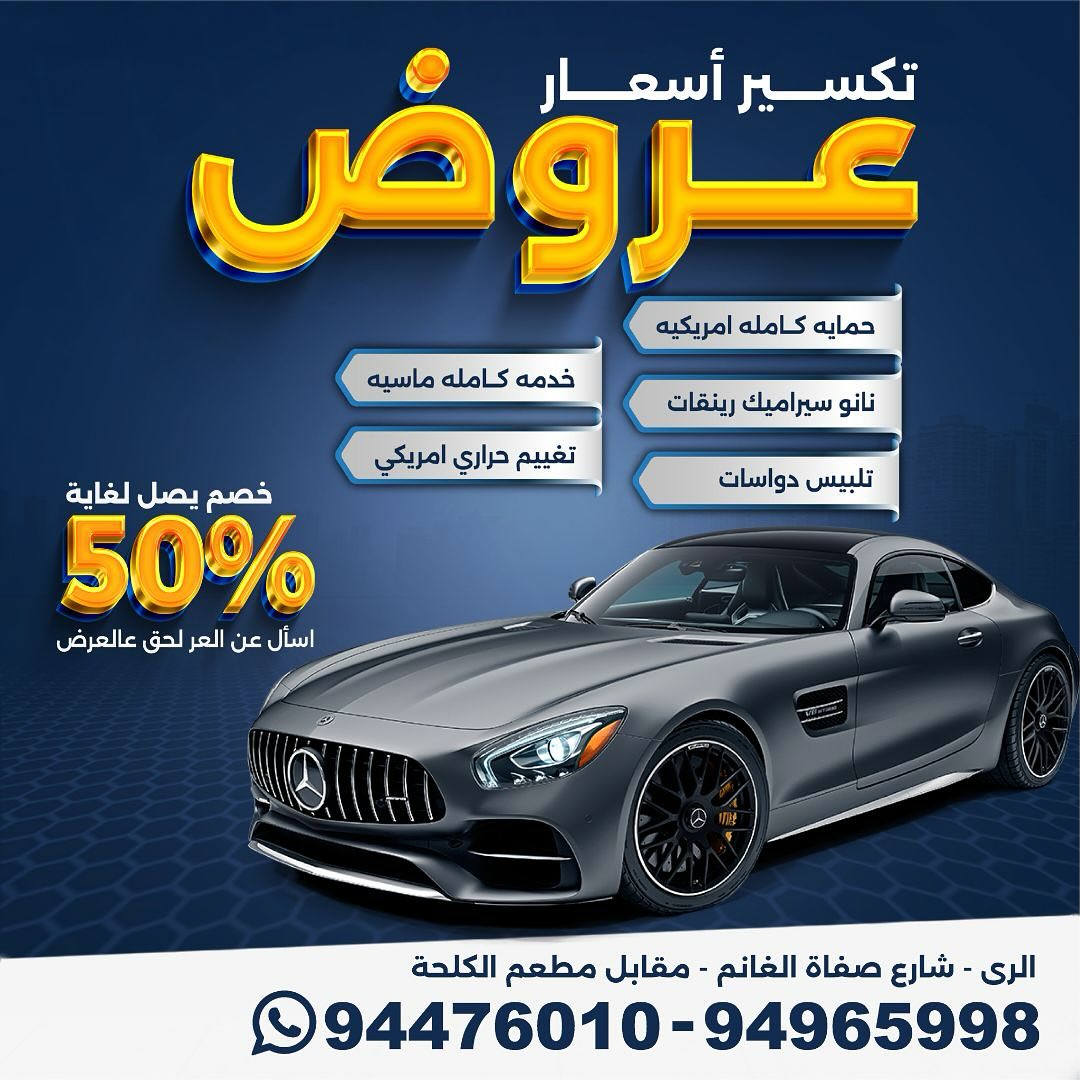 تكسير أسعار
عروض
حمايه كامله امريكيه
نانو سيراميك رينقات
تلبيس دواسات
خدمه كامله ماسيه
تغييم حراري امريكي
خصم يصل لغاية
50%
اسأل عن العر لحق عالعرض
الرى - شارع صفاة الغانم - مقابل مطعم الكلحة
94476010 - 94965998